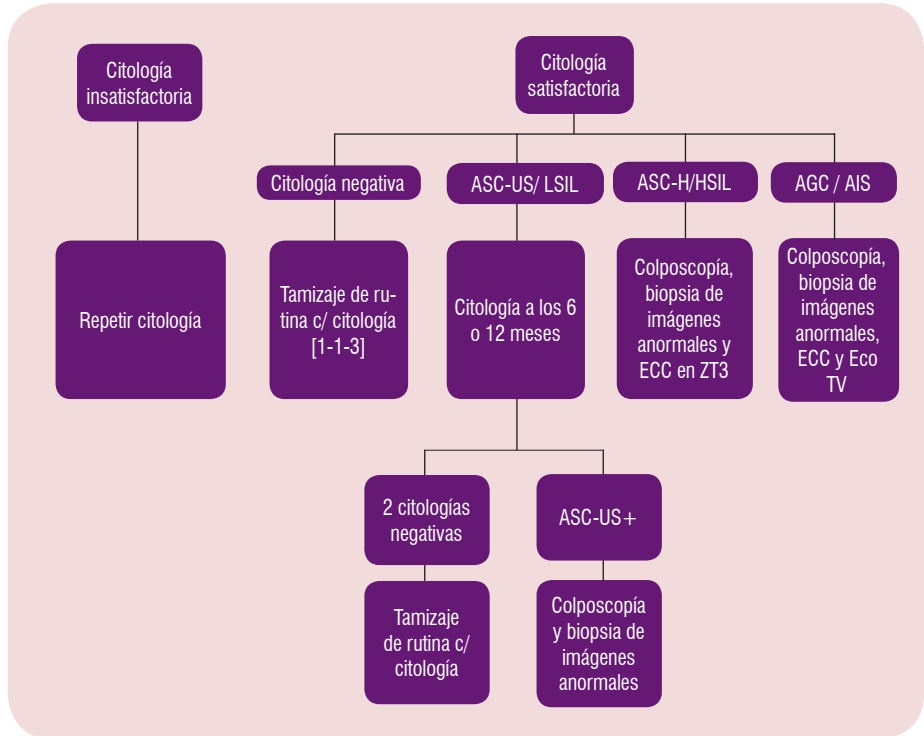 Citología
insatisfactoria
Citología
satisfactoria
Citología negativa
ASC-US/ LSIL
ASC-H/HSIL
AGC / AIS
Repetir citología
Tamizaje de ru-
tina c/ citología
[1-1-3]
Citología a los 6
o 12 meses
Colposcopía,
biopsia de
imágenes
anormales y
ECC en ZT3
Colposcopía,
biopsia de
imágenes
anormales,
ECC y Eco
TV
2 citologías
negativas
ASC-US+
Tamizaje
de rutina c/
citología
Colposcopía
y biopsia de
imágenes
anormales